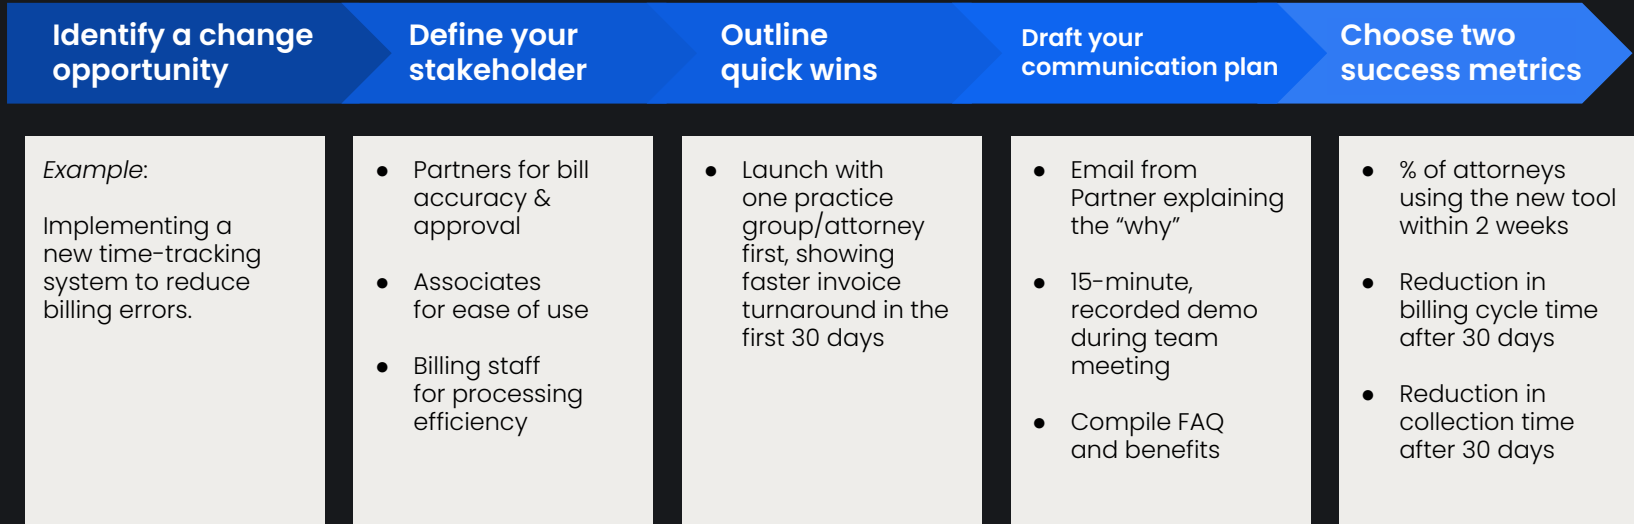 Identify a change
opportunity
Define your
stakeholder
Outline
quick wins
Draft your
communication plan
Choose two
success metrics
Example:
Implementing a
new time-tracking
system to reduce
billing errors.
● Partners for bill
accuracy &
approval
● Associates
for ease of use
● Billing staff
for processing
efficiency
● Launch with
one practice
group/attorney
first, showing
faster invoice
turnaround in the
first 30 days
● Email from
Partner explaining
the “why”
● 15-minute,
recorded demo
during team
meeting
● Compile FAQ
and benefits
● % of attorneys
using the new tool
within 2 weeks
● Reduction in
billing cycle time
after 30 days
● Reduction in
collection time
after 30 days